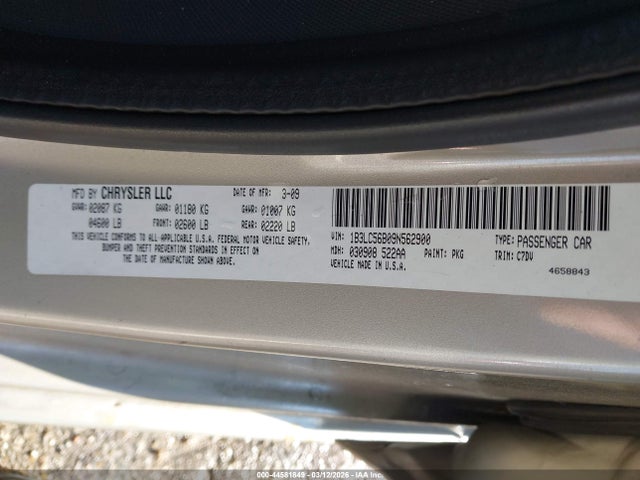 MFD BY CHRYSLER LLC DATE OF MFR: 3-09
GVWR: 02087 KG GAWR: 01180 KG GAWR: 01007 KG
04600 LB FRONT: 02600 LB REAR: 02220 LB
THIS VEHICLE CONFORMS TO ALL APPLICABLE U.S.A. FEDERAL MOTOR VEHICLE SAFETY,
BUMPER AND THEFT PREVENTION STANDARDS IN EFFECT ON
THE DATE OF MANUFACTURE SHOWN ABOVE.
VIN: 1B3LC56B09N562900 TYPE: PASSENGER CAR
MDH: 030908 522AA PAINT: PKG TRIM: C7DV
VEHICLE MADE IN U.S.A. 4658843
000-44581849 - 03/12/2026 - IAA